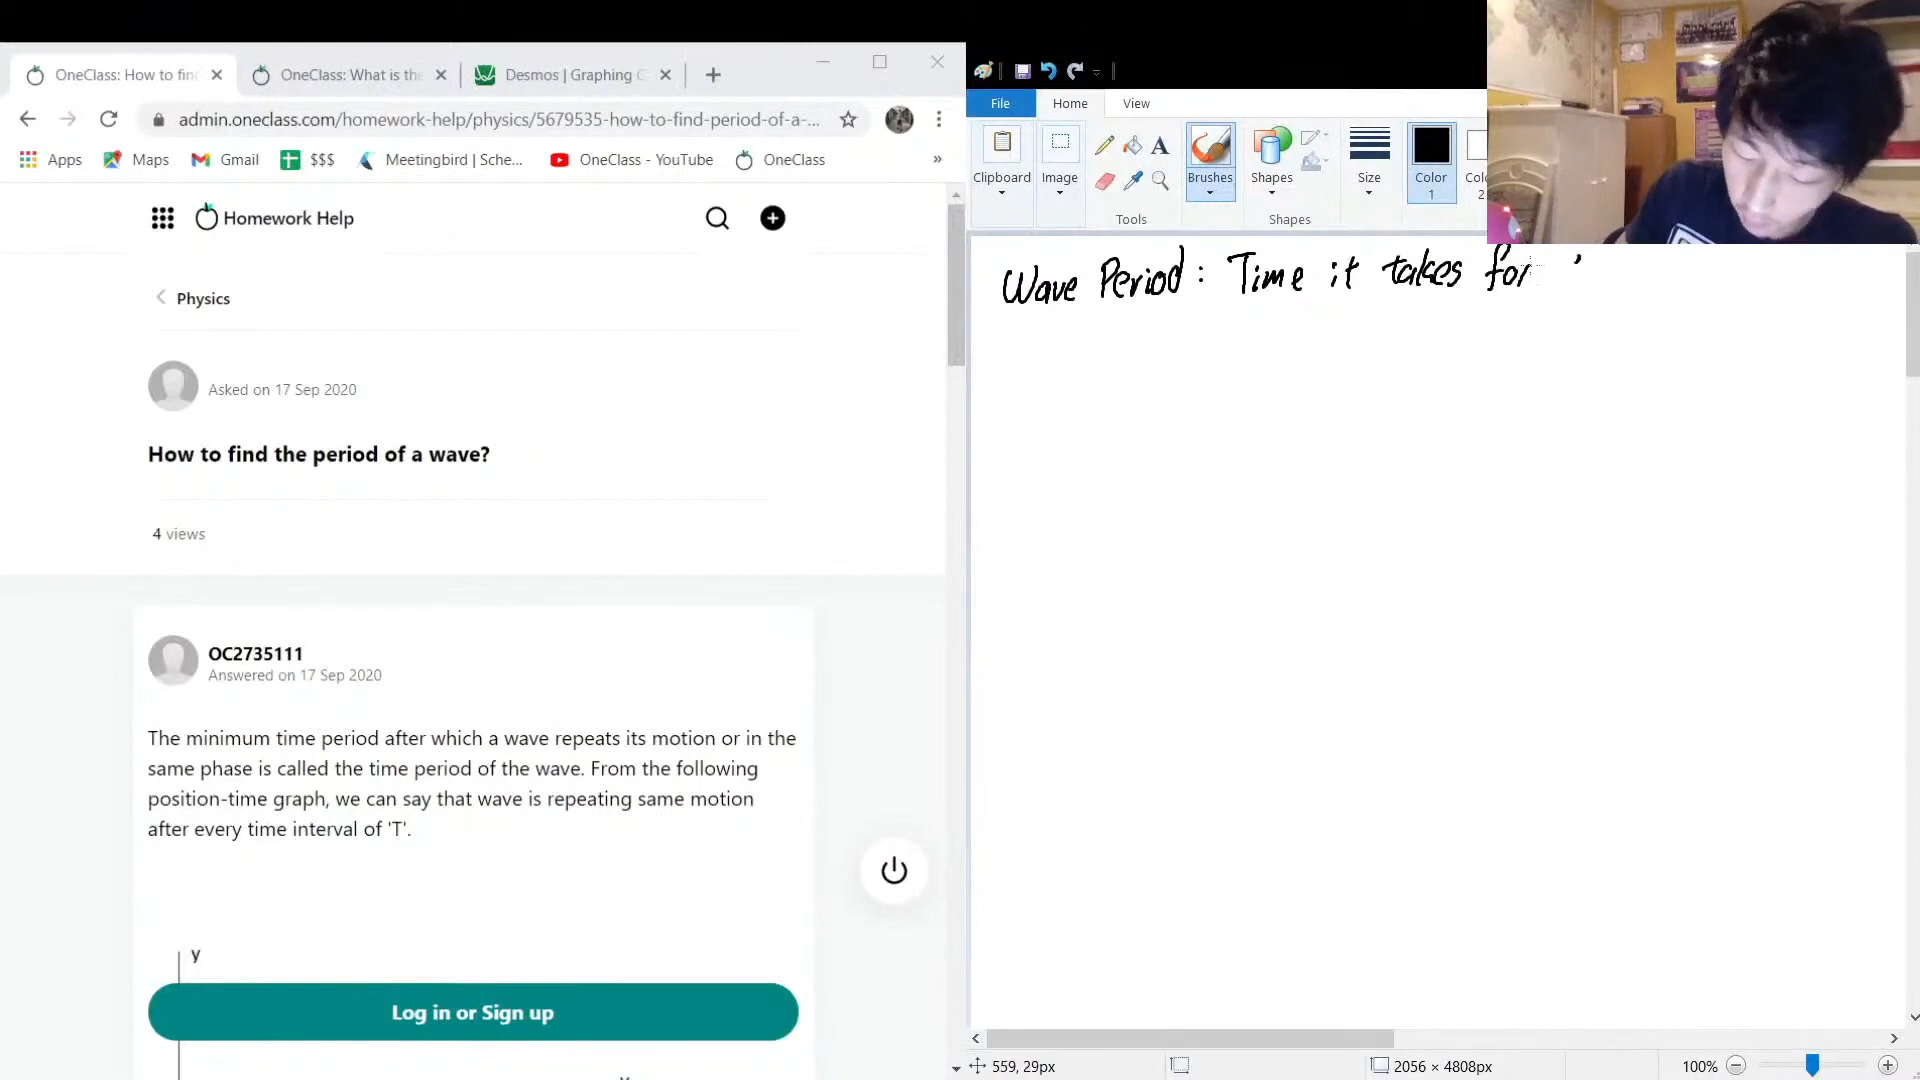 OneClass: How to fin
OneClass: What is the
Desmos | Graphing C
admin.oneclass.com/homework-help/physics/5679535-how-to-find-period-of-a-...
Apps
Maps
Gmail
$$$
Meetingbird | Sche...
OneClass - YouTube
OneClass
»
Homework Help
Physics
Asked on 17 Sep 2020
How to find the period of a wave?
4 views
OC2735111
Answered on 17 Sep 2020
The minimum time period after which a wave repeats its motion or in the
same phase is called the time period of the wave. From the following
position-time graph, we can say that wave is repeating same motion
after every time interval of 'T'.
y
Log in or Sign up
File
Home
View
Clipboard
Image
Tools
Brushes
Shapes
Shapes
Size
Color
1
Co
2
Wave Period: Time it takes for
559, 29px
2056 × 4808px
100%